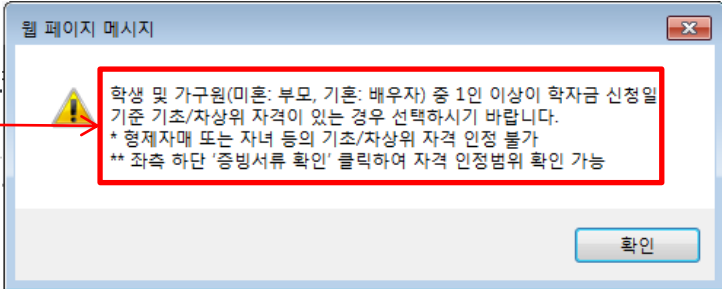 웹 페이지 메시지
학생 및 가구원(미혼: 부모, 기혼: 배우자) 중 1인 이상이 학자금 신청일
기준 기초/차상위 자격이 있는 경우 선택하시기 바랍니다.
* 형제자매 또는 자녀 등의 기초/차상위 자격 인정 불가
** 좌측 하단 '증빙서류 확인' 클릭하여 자격 인정범위 확인 가능
확인